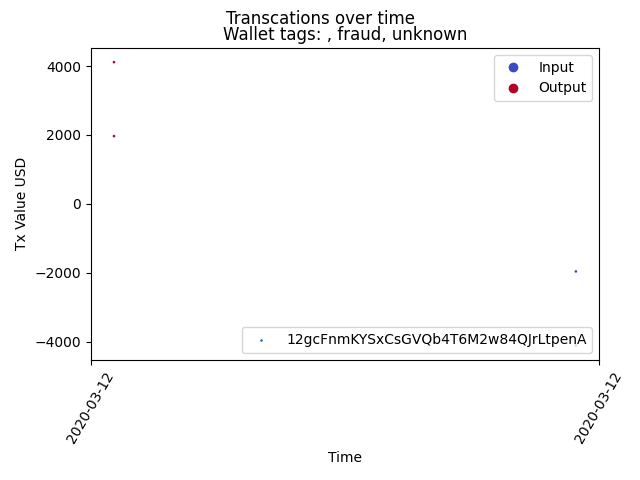 Transcations over time
Wallet tags: , fraud, unknown
4000
2000
0
−2000
−4000
Tx Value USD
Input
Output
12gcFnmKYSxCsGVQb4T6M2w84QJrLtpenA
2020-03-12
2020-03-12
Time